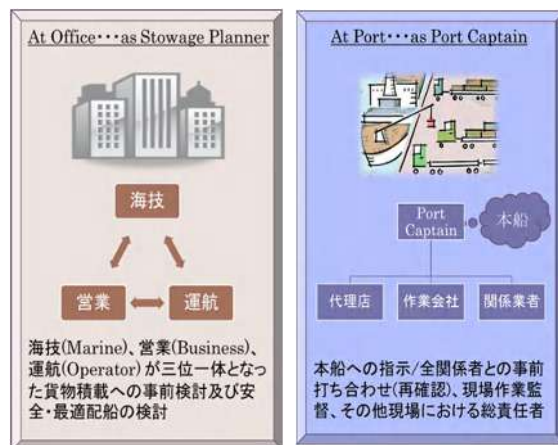 At Office･･･as Stowage Planner
海技
営業
運航
海技(Marine)、営業(Business)、
運航(Operator)が三位一体となっ
た貨物積載への事前検討及び安
全・最適配船の検討
At Port･･･as Port Captain
Port
Captain
本船
代理店
作業会社
関係業者
本船への指示/全関係者との事前
打ち合わせ(再確認)、現場作業監
督、その他現場における総責任者